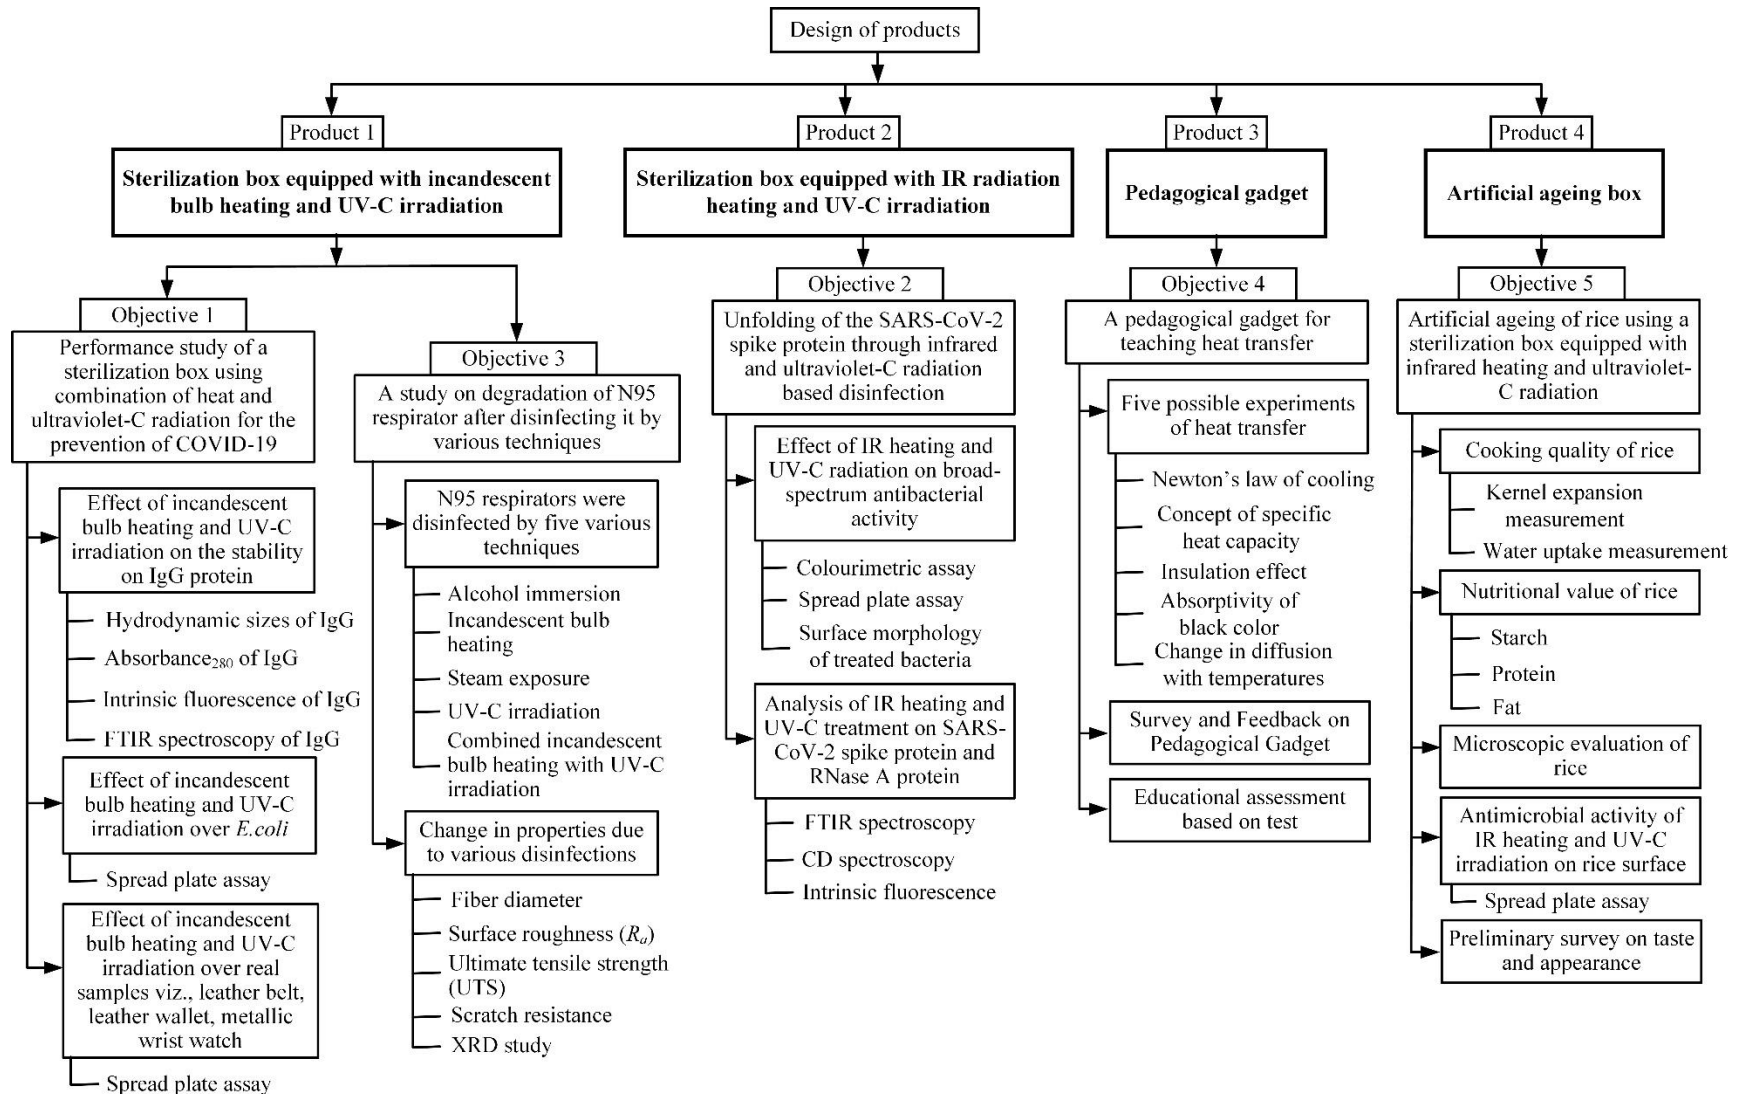 Design of products
Product 1
Sterilization box equipped with incandescent
bulb heating and UV-C irradiation
Objective 1
Performance study of a
sterilization box using
combination of heat and
ultraviolet-C radiation for the
prevention of COVID-19
Effect of incandescent
bulb heating and UV-C
irradiation on the stability
on IgG protein
Hydrodynamic sizes of IgG
Absorbance280 of IgG
Intrinsic fluorescence of IgG
FTIR spectroscopy of IgG
Effect of incandescent
bulb heating and UV-C
irradiation over E.coli
Spread plate assay
Effect of incandescent
bulb heating and UV-C
irradiation over real
samples viz., leather belt,
leather wallet, metallic
wrist watch
Spread plate assay
Objective 3
A study on degradation of N95
respirator after disinfecting it by
various techniques
N95 respirators were
disinfected by five various
techniques
Alcohol immersion
Incandescent bulb
heating
Steam exposure
UV-C irradiation
Combined incandescent
bulb heating with UV-C
irradiation
Change in properties due
to various disinfections
Fiber diameter
Surface roughness (Ra)
Ultimate tensile strength
(UTS)
Scratch resistance
XRD study
Product 2
Sterilization box equipped with IR radiation
heating and UV-C irradiation
Objective 2
Unfolding of the SARS-CoV-2
spike protein through infrared
and ultraviolet-C radiation
based disinfection
Effect of IR heating and
UV-C radiation on broad-
spectrum antibacterial
activity
Colourimetric assay
Spread plate assay
Surface morphology
of treated bacteria
Analysis of IR heating and
UV-C treatment on SARS-
CoV-2 spike protein and
RNase A protein
FTIR spectroscopy
CD spectroscopy
Intrinsic fluorescence
Product 3
Pedagogical gadget
Objective 4
A pedagogical gadget for
teaching heat transfer
Five possible experiments
of heat transfer
Newton's law of cooling
Concept of specific
heat capacity
Insulation effect
Absorptivity of
black color
Change in diffusion
with temperatures
Survey and Feedback on
Pedagogical Gadget
Educational assessment
based on test
Product 4
Artificial ageing box
Objective 5
Artificial ageing of rice using a
sterilization box equipped with
infrared heating and ultraviolet-
C radiation
Cooking quality of rice
Kernel expansion
measurement
Water uptake measurement
Nutritional value of rice
Starch
Protein
Fat
Microscopic evaluation of
rice
Antimicrobial activity of
IR heating and UV-C
irradiation on rice surface
Spread plate assay
Preliminary survey on taste
and appearance